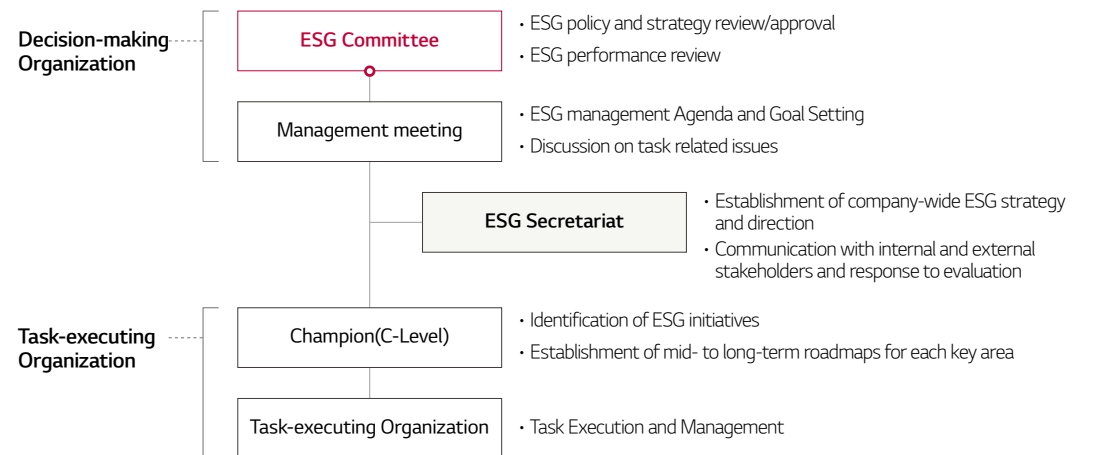 Decision-making
Organization
ESG Committee
· ESG policy and strategy review/approval
· ESG performance review
Management meeting
· ESG management Agenda and Goal Setting
· Discussion on task related issues
ESG Secretariat
· Establishment of company-wide ESG strategy
and direction
· Communication with internal and external
stakeholders and response to evaluation
Task-executing
Organization
Champion(C-Level)
· Identification of ESG initiatives
· Establishment of mid- to long-term roadmaps for each key area
Task-executing Organization
· Task Execution and Management